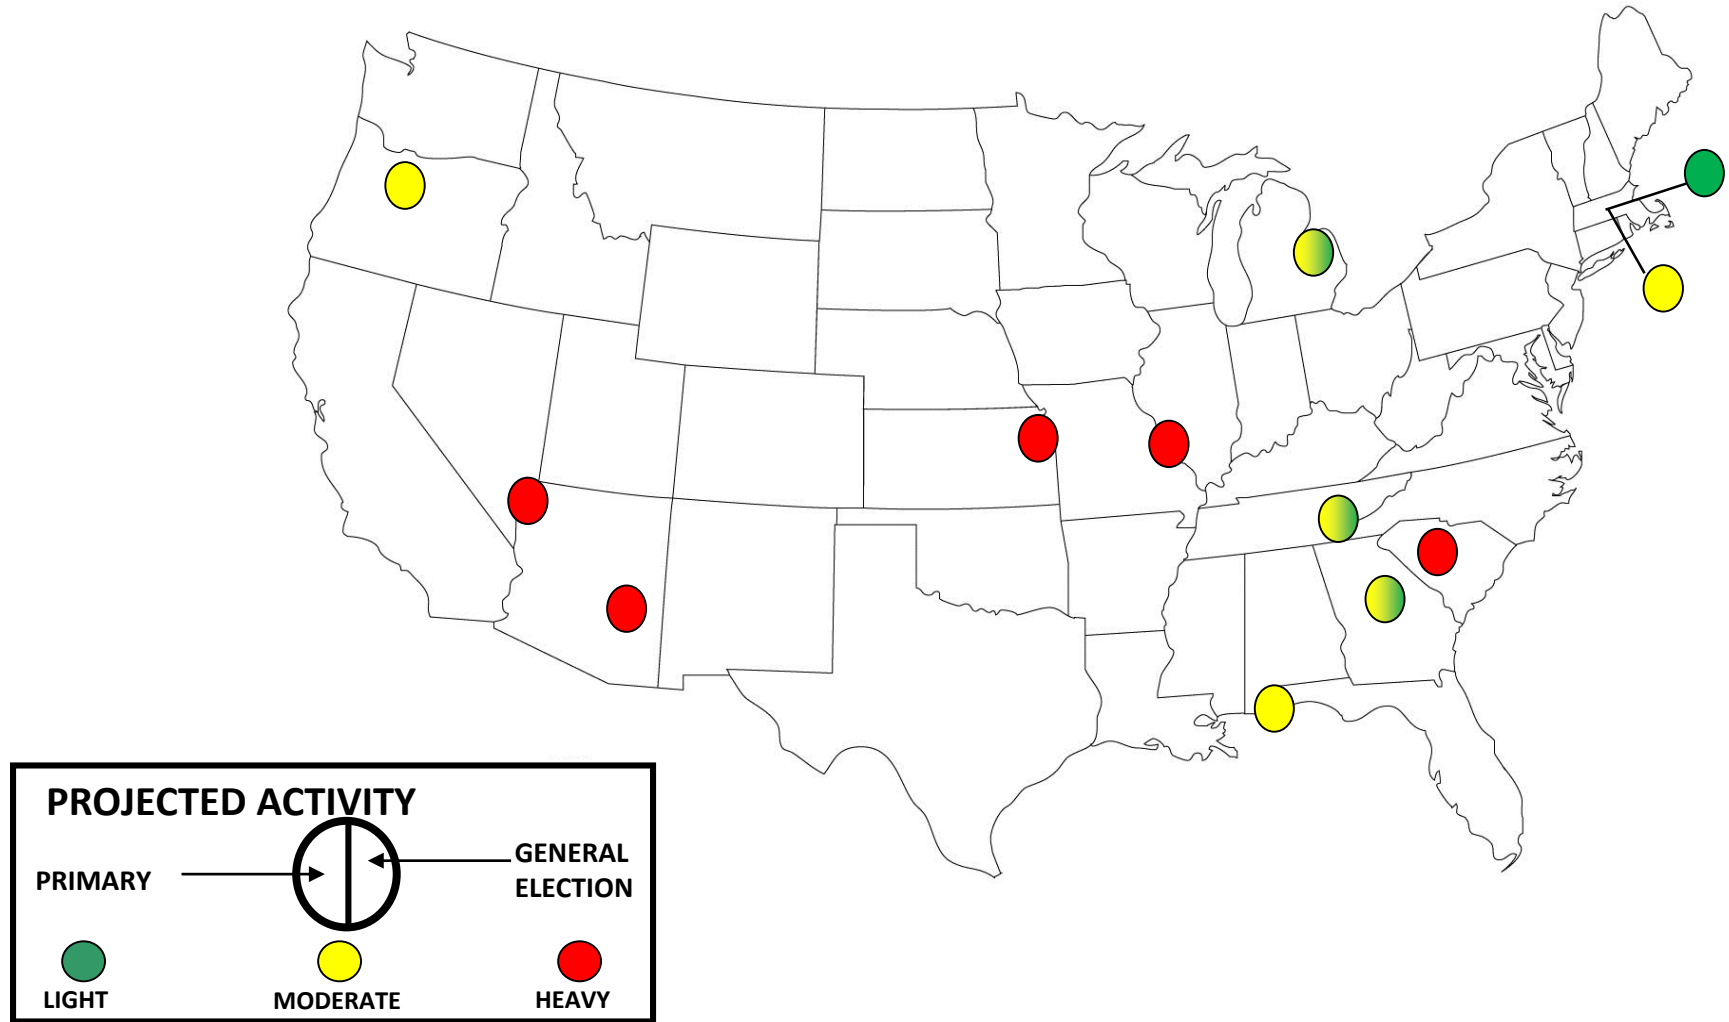 PROJECTED ACTIVITY
PRIMARY
GENERAL
ELECTION
LIGHT
MODERATE
HEAVY